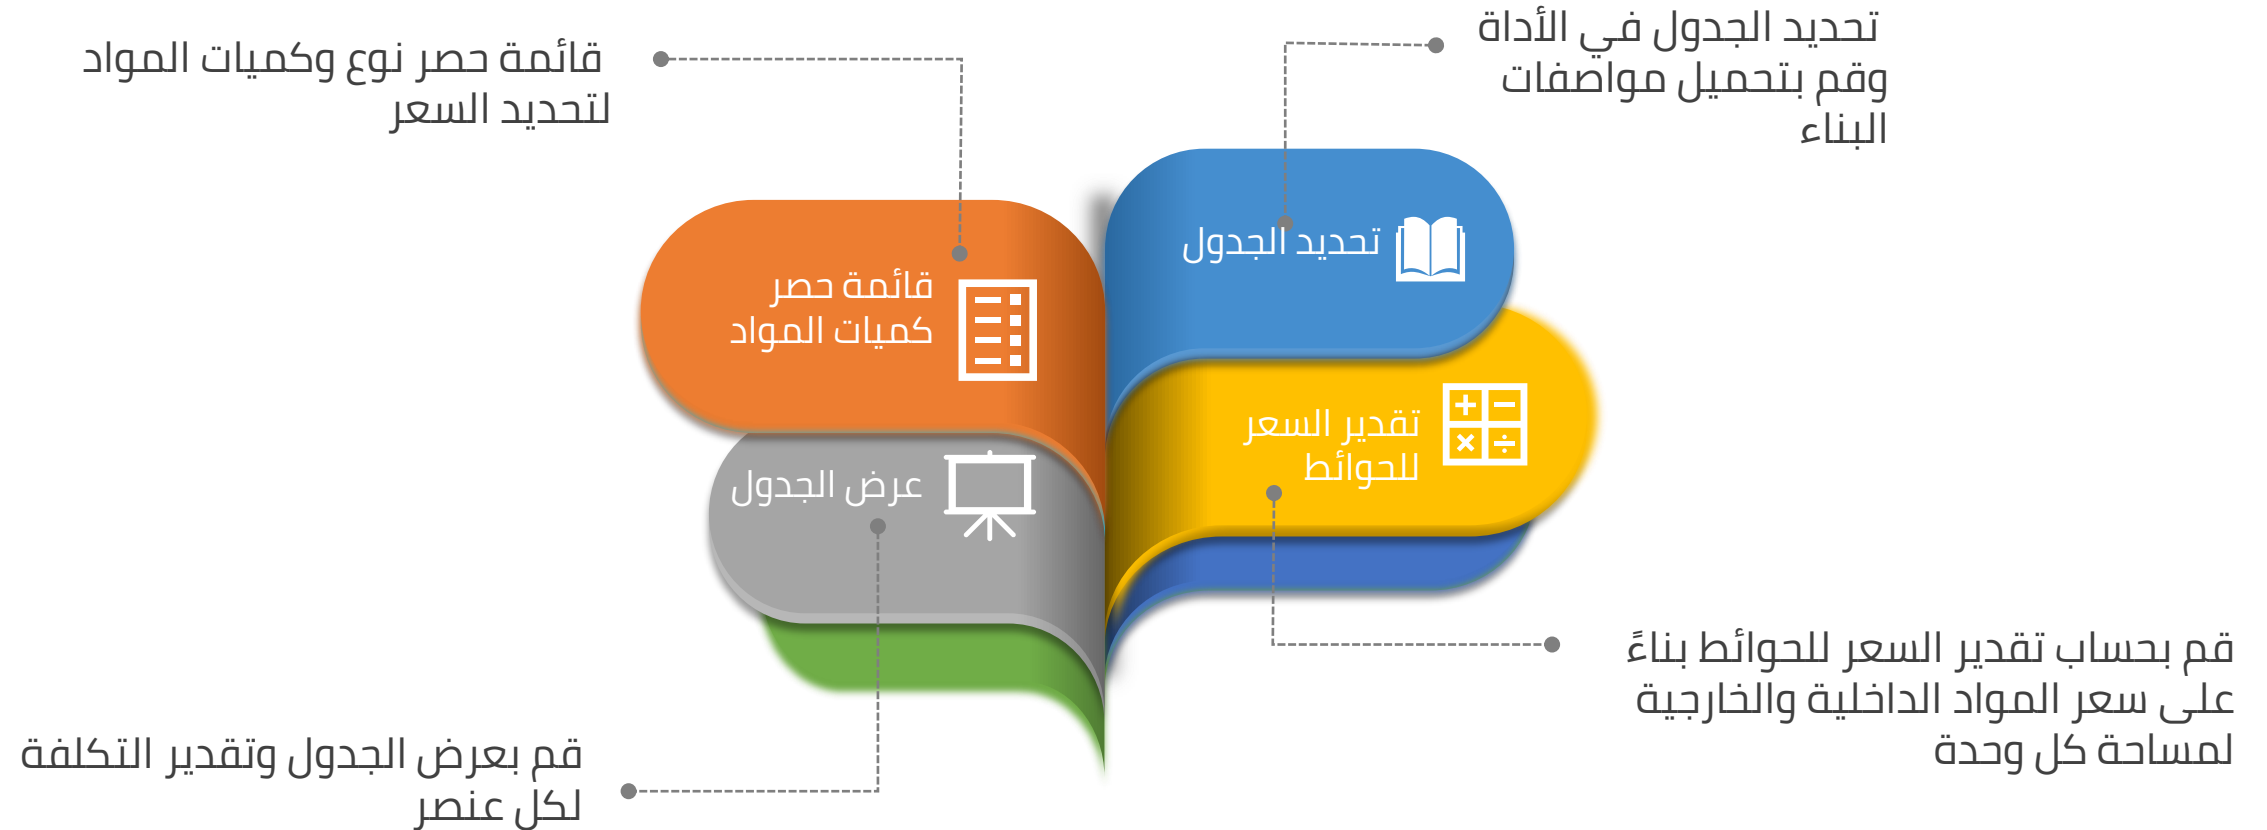 تحديد الجدول في الأداة
وقم بتحميل مواصفات
البناء
قائمة حصر نوع وكميات المواد
لتحديد السعر
تحديد الجدول
قائمة حصر
كميات المواد
تقدير السعر
للحوائط
عرض الجدول
قم بحساب تقدير السعر للحوائط بناءً
على سعر المواد الداخلية والخارجية
لمساحة كل وحدة
قم بعرض الجدول وتقدير التكلفة
لكل عنصر